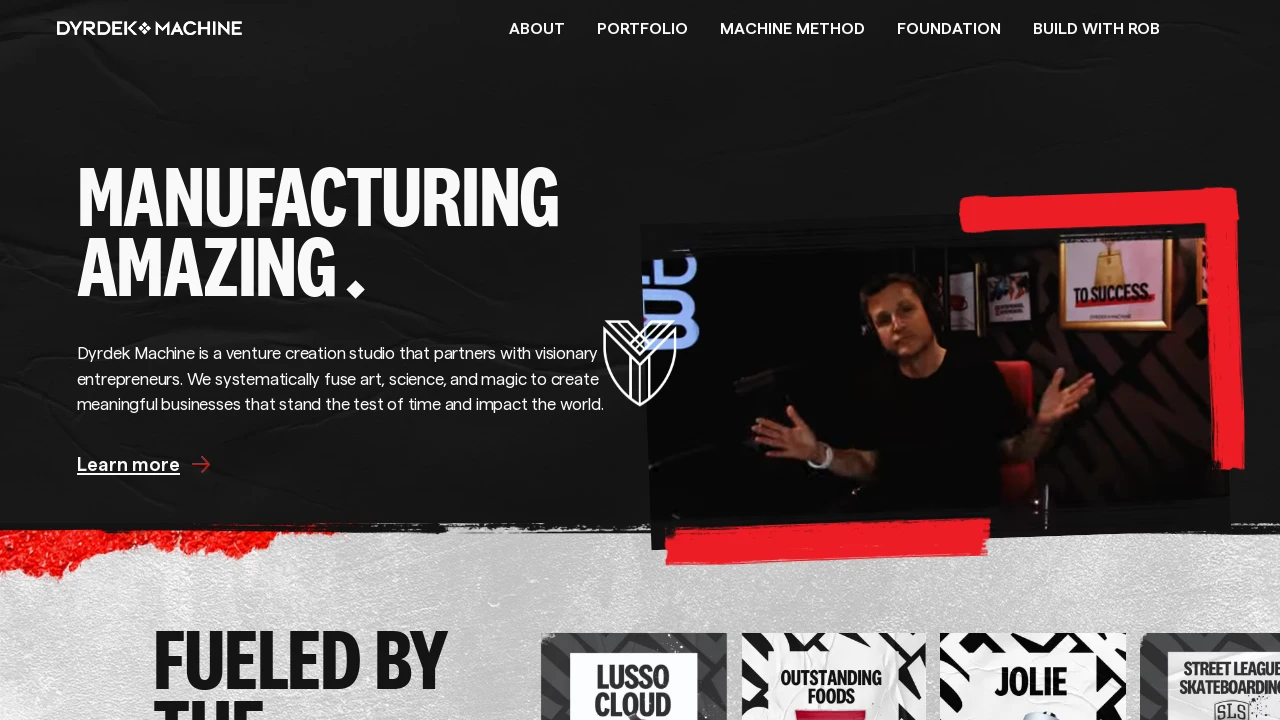 DYRDEK MACHINE
ABOUT
PORTFOLIO
MACHINE METHOD
FOUNDATION
BUILD WITH ROB
MANUFACTURING
AMAZING.
Dyrdek Machine is a venture creation studio that partners with visionary
entrepreneurs. We systematically fuse art, science, and magic to create
meaningful businesses that stand the test of time and impact the world.
Learn more
TO SUCCESS
FUELED BY
THE
LUSSO
CLOUD
OUTSTANDING
FOODS
JOLIE
STREET LEAGUE
SKATEBOARDING
SLS